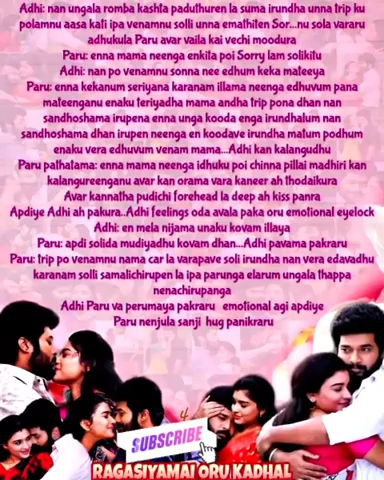 Adhi: nan ungala romba kashta paduthuren la suma irundha unna trip ku
polamnu aasa kati ipa venamnu solli unna emathiten Sor...nu sola vararu
adhukula Paru avar vaila kai vechi moodura
Paru: enna mama neenga enkita poi Sorry lam solikitu
Adhi: nan po venamnu sonna nee edhum keka mateeya
Paru: enna kekanum seriyana karanam illama neenga edhuvum pana
mateenganu enaku teriyadha mama andha trip pona dhan nan
sandhoshama irupena enna unga kooda enga irundhalum nan
sandhoshama dhan irupen neenga en koodave irundha matum podhum
enaku vera edhuvum venam mama...Adhi kan kalangudhu
Paru pathatama: enna mama neenga idhuku poi chinna pillai madhiri kan
kalangureenganu avar kan orama vara kaneer ah thodaikura
Avar kannatha pudichi forehead la deep ah kiss panra
Apdiye Adhi ah pakura..Adhi feelings oda avala paka oru emotional eyelock
Adhi: en mela nijama unaku kovam illaya
Paru: apdi solida mudiyadhu kovam dhan...Adhi pavama pakraru
Paru: trip po venamnu nama car la varapave soli irundha nan vera edavadhu
karanam solli samalichirupen la ipa parunga elarum ungala thappa
nenachirupanga
Adhi Paru va perumaya pakraru emotional agi apdiye
Paru nenjula sanji hug panikraru
SUBSCRIBE
RAGASIYAMAI ORU KADHAL